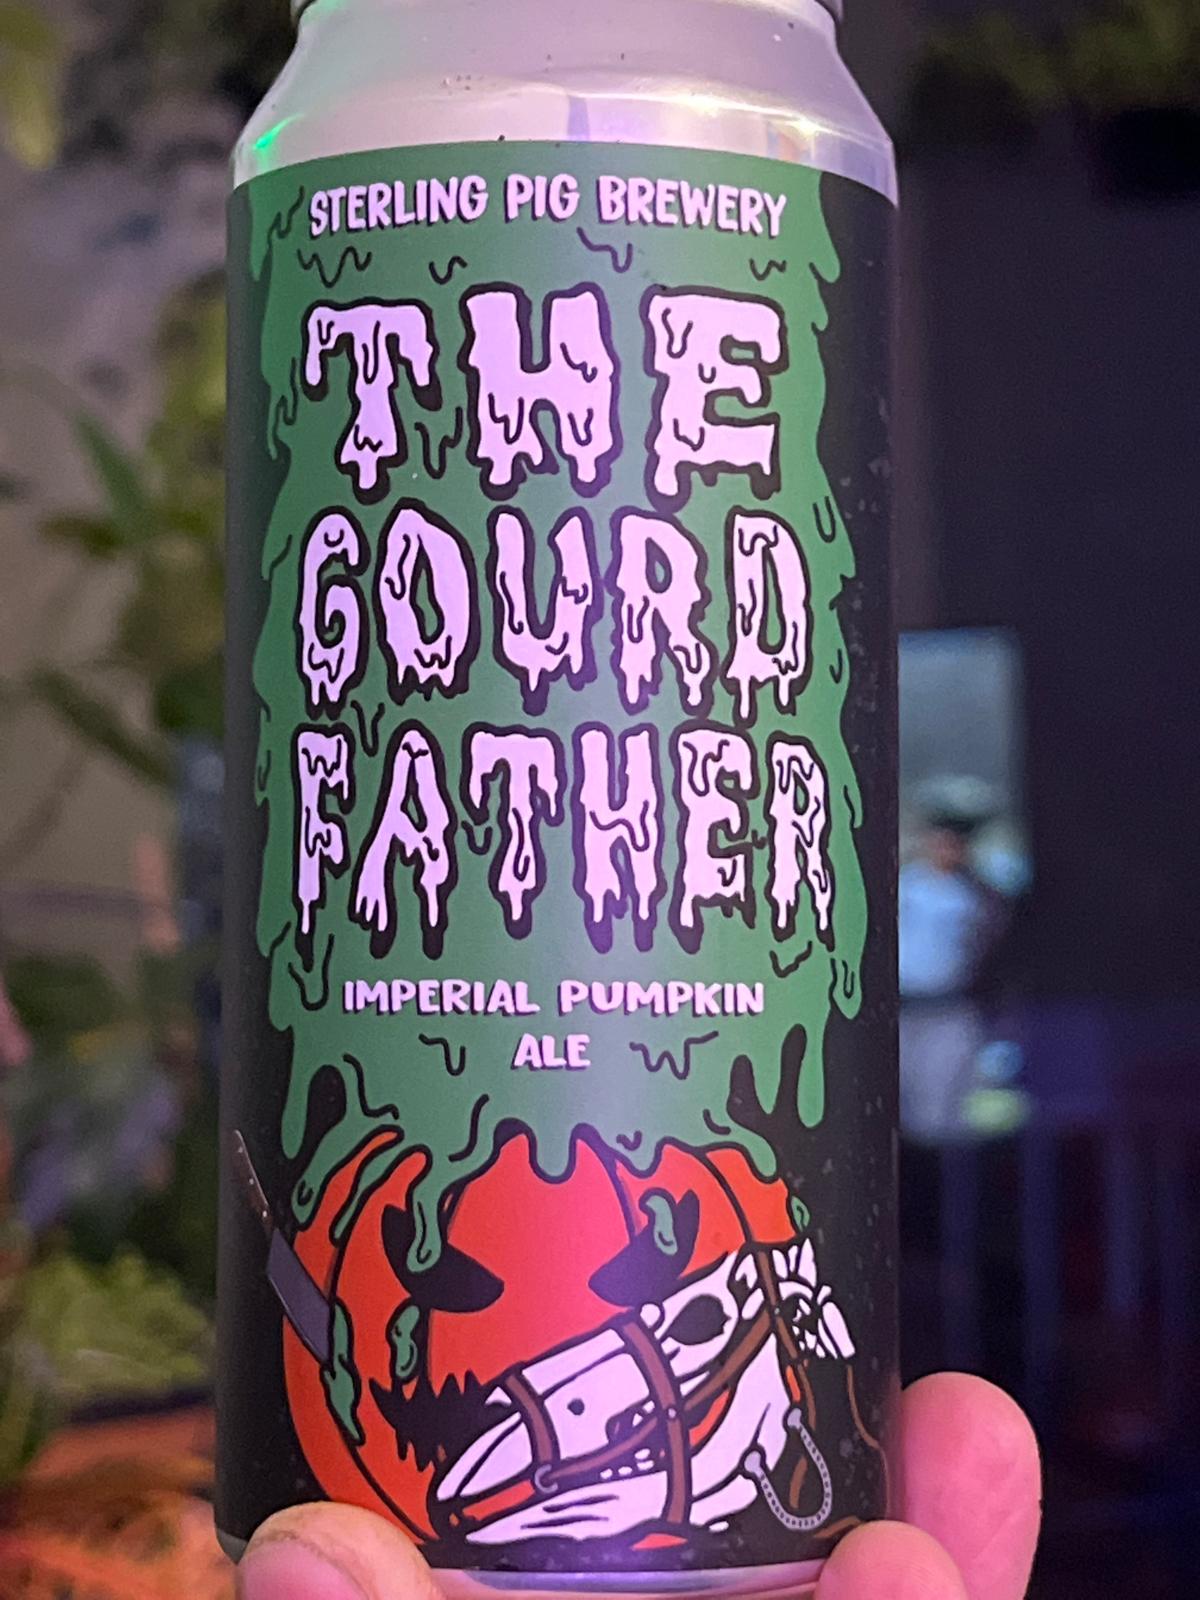 STERLING PIG BREWERY
THE
GOURD
FATHER
IMPERIAL PUMPKIN
ALE